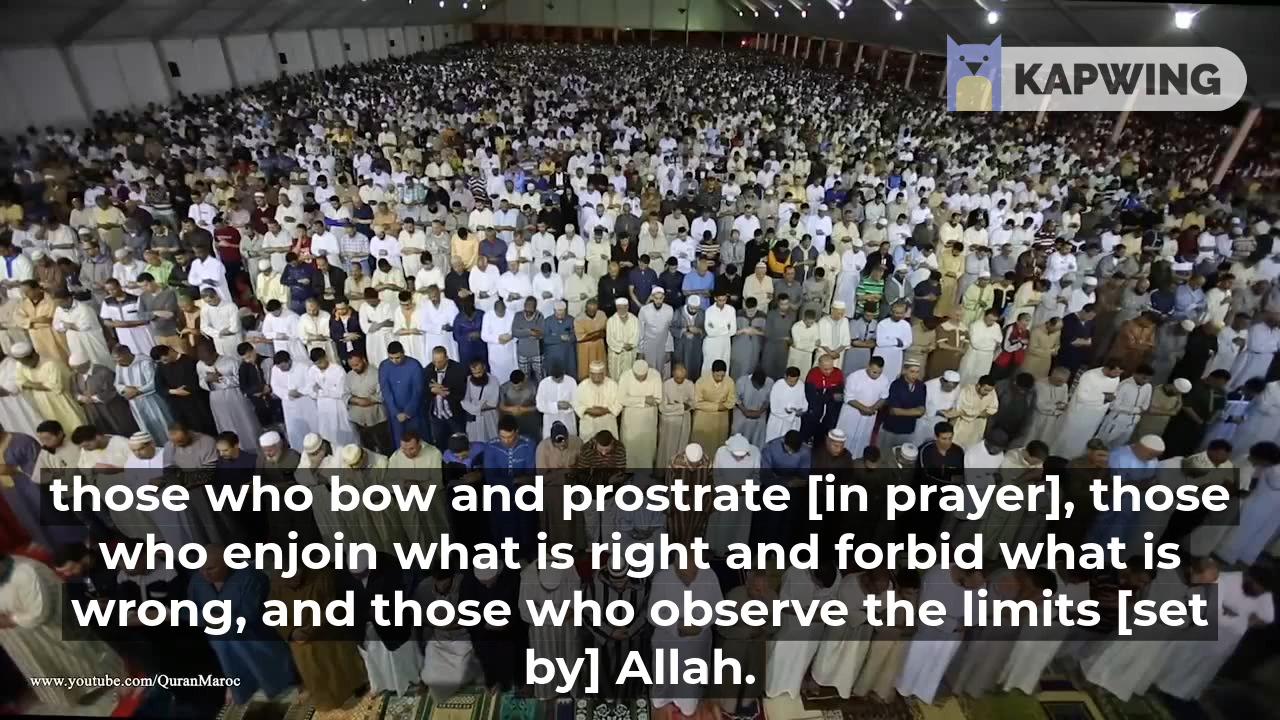 KAPWING
those who bow and prostrate [in prayer], those
who enjoin what is right and forbid what is
wrong, and those who observe the limits [set
by] Allah.
www.youtube.com/QuranMaroc